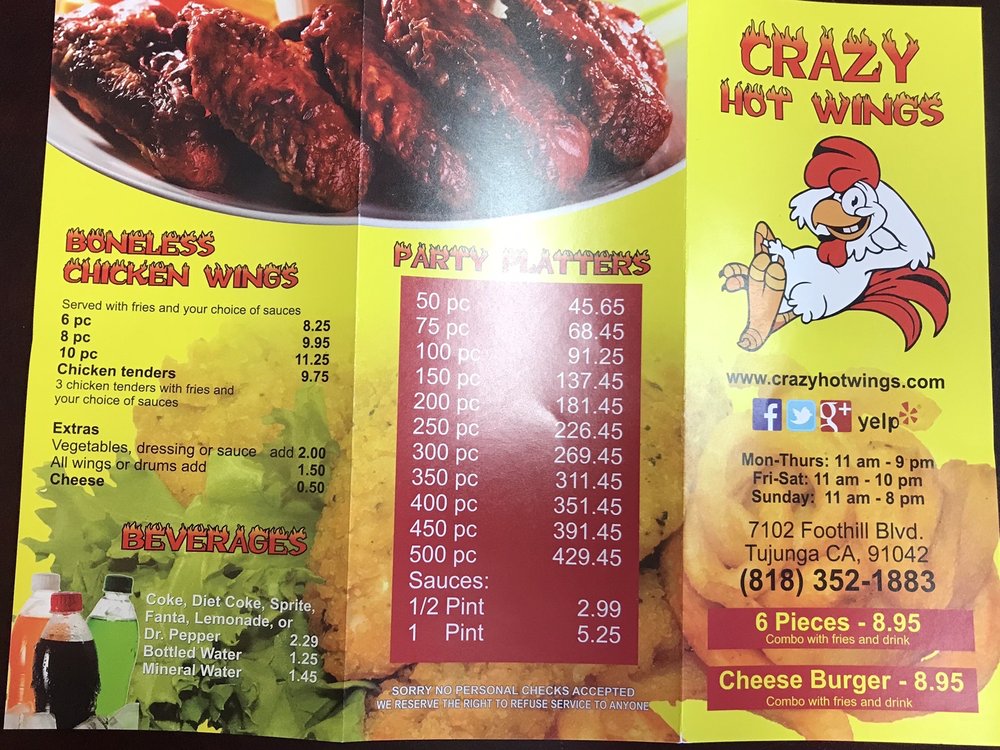 BONELESS
CHICKEN WINGS
Served with fries and your choice of sauces
6 pc 8.25
8 pc 9.95
10 pc 11.25
Chicken tenders 9.75
3 chicken tenders with fries and
your choice of sauces
Extras
Vegetables, dressing or sauce add 2.00
All wings or drums add 1.50
Cheese 0.50
BEVERAGES
Coke, Diet Coke, Sprite,
Fanta, Lemonade, or
Dr. Pepper 2.29
Bottled Water 1.25
Mineral Water 1.45
PARTY PLATTERS
50 pc 45.65
75 pc 68.45
100 pc 91.25
150 pc 137.45
200 pc 181.45
250 pc 226.45
300 pc 269.45
350 pc 311.45
400 pc 351.45
450 pc 391.45
500 pc 429.45
Sauces:
1/2 Pint 2.99
1 Pint 5.25
SORRY NO PERSONAL CHECKS ACCEPTED
WE RESERVE THE RIGHT TO REFUSE SERVICE TO ANYONE
CRAZY
HOT WINGS
www.crazyhotwings.com
f g+ yelp
Mon-Thurs: 11 am - 9 pm
Fri-Sat: 11 am - 10 pm
Sunday: 11 am - 8 pm
7102 Foothill Blvd.
Tujunga CA, 91042
(818) 352-1883
6 Pieces - 8.95
Combo with fries and drink
Cheese Burger - 8.95
Combo with fries and drink